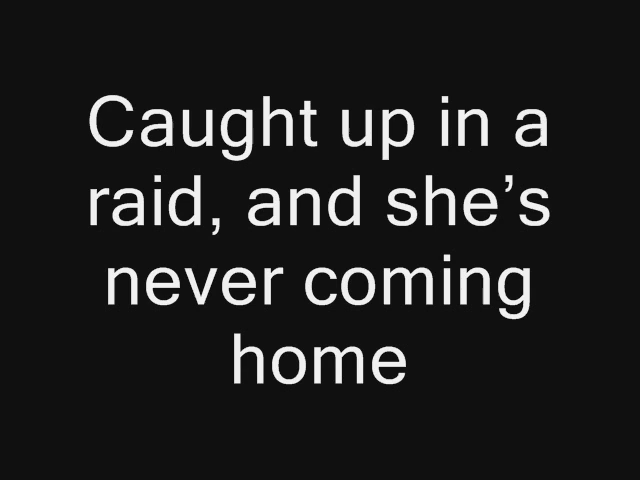 Caught up in a
raid, and she’s
never coming
home